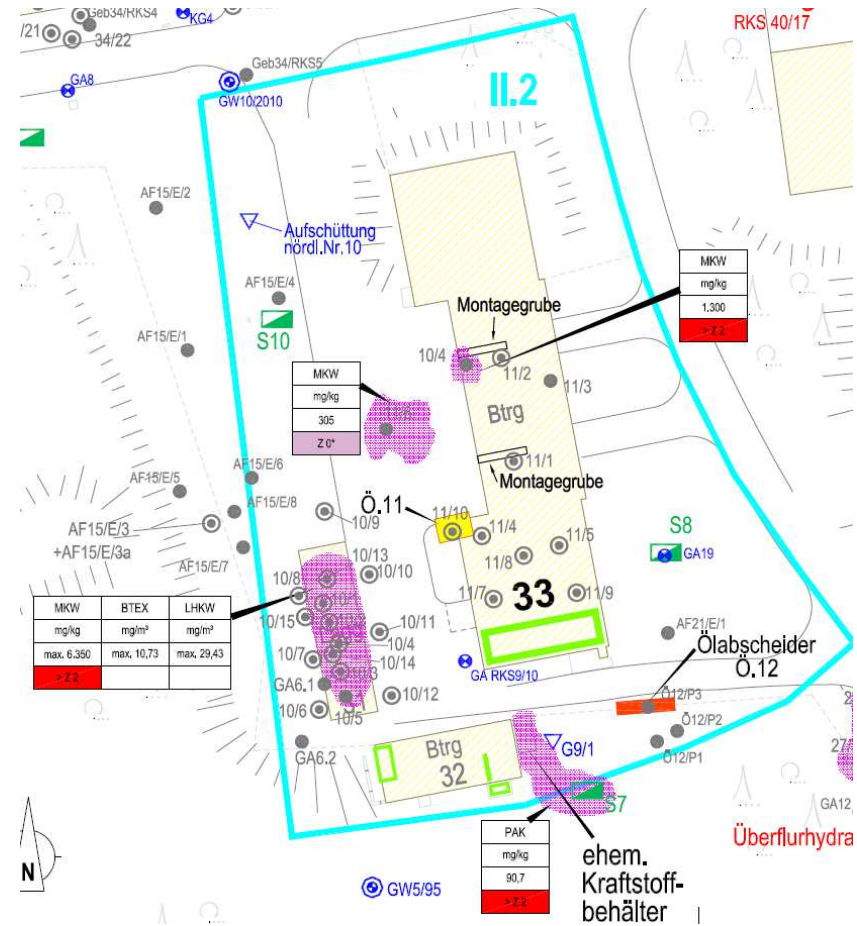 Geb34/RKS4
KG4
/21
34/22
RKS 40/17
Geb34/RKS5
GA8
GW10/2010
II.2
AF15/E/2
Aufschüttung
nördl.Nr.10
MKW
mg/kg
1.300
> Z 2
AF15/E/4
S10
Montagegrube
AF15/E/1
10/4
11/2
11/3
MKW
mg/kg
305
Z 0*
Btrg
11/1
Montagegrube
AF15/E/6
AF15/E/5
AF15/E/8
Ö.11
11/10
10/9
AF15/E/3
+AF15/E/3a
11/4
11/5
S8
GA19
AF15/E/7
10/13
10/10
11/8
10/8
11/7
33
11/9
MKW
BTEX
LHKW
mg/kg
mg/m³
mg/m³
max. 6.350
max, 10,73
max, 29,43
> Z 2
10/15
10/11
10/4
AF21/E/1
Ölabscheider
Ö.12
10/7
10/14
GA RKS9/10
GA6.1
10/3
10/12
10/6
10/5
Ö12/P3
Ö12/P2
Ö12/P1
GA6.2
Btrg
32
G9/1
27
S7
GA12
PAK
mg/kg
90,7
> Z 2
Überflurhydra
ehem.
Kraftstoff-
behälter
N
GW5/95